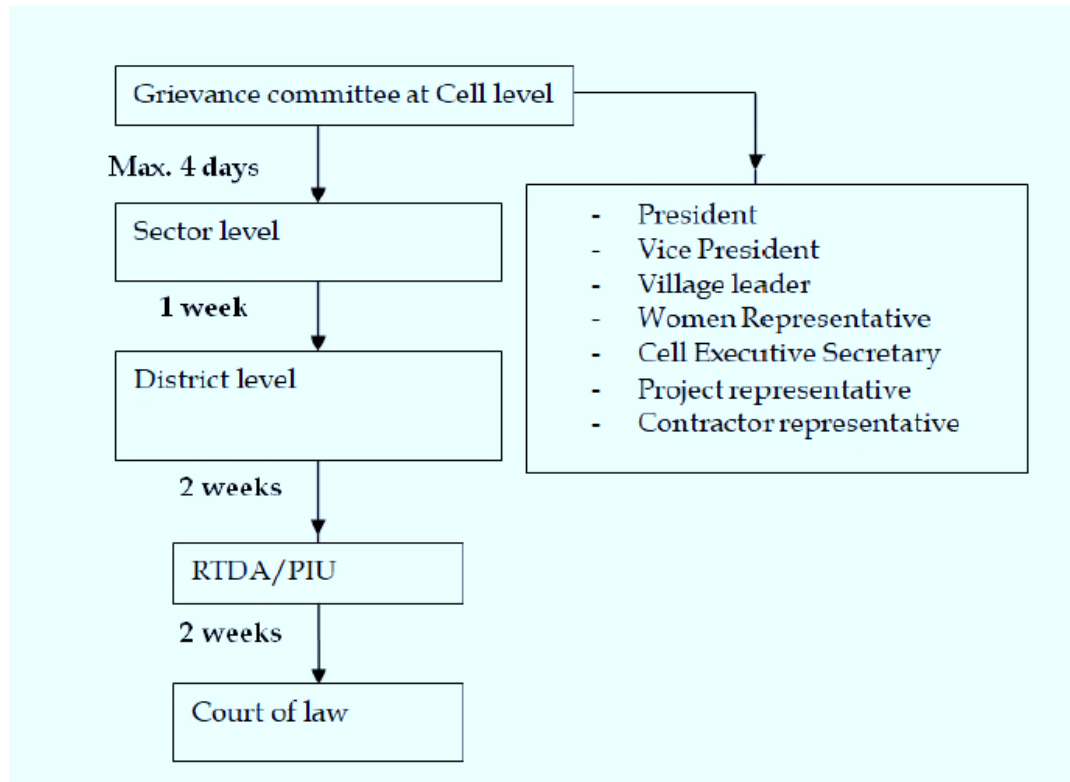 Grievance committee at Cell level
Max. 4 days
Sector level
1 week
District level
2 weeks
RTDA/PIU
2 weeks
Court of law
- President
- Vice President
- Village leader
- Women Representative
- Cell Executive Secretary
- Project representative
- Contractor representative